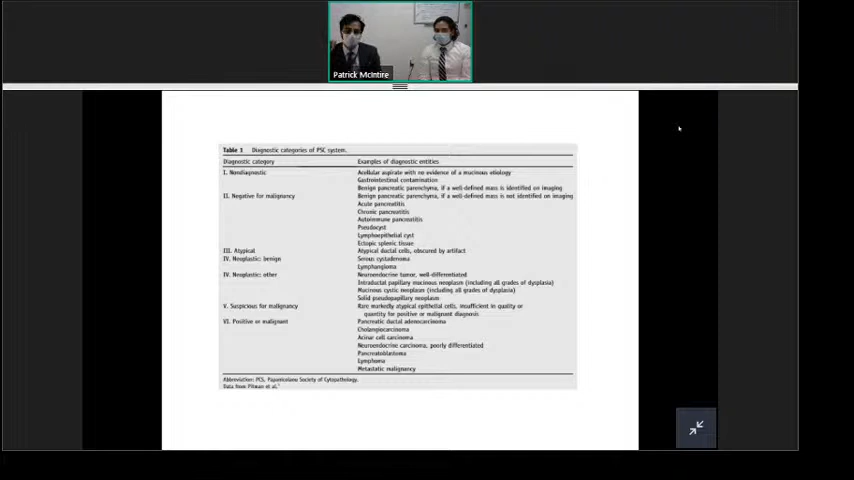 Patrick McIntire
Table 1 Diagnostic categories of PSC system.
Diagnostic category Examples of diagnostic entities
I. Nondiagnostic Acellular aspirate with no evidence of a mucinous etiology
Gastrointestinal contamination
Benign pancreatic parenchyma, if a well-defined mass is identified on imaging
II. Negative for malignancy Benign pancreatic parenchyma, if a well-defined mass is not identified on imaging
Acute pancreatitis
Chronic pancreatitis
Autoimmune pancreatitis
Pseudocyst
Lymphoepithelial cyst
Ectopic splenic tissue
III. Atypical Atypical ductal cells, obscured by artifact
IV. Neoplastic: benign Serous cystadenoma
Lymphangioma
IV. Neoplastic: other Neuroendocrine tumor, well-differentiated
Intraductal papillary mucinous neoplasm (including all grades of dysplasia)
Mucinous cystic neoplasm (including all grades of dysplasia)
Solid pseudopapillary neoplasm
V. Suspicious for malignancy Rare markedly atypical epithelial cells, insufficient in quality or
quantity for positive or malignant diagnosis
VI. Positive or malignant Pancreatic ductal adenocarcinoma
Cholangiocarcinoma
Acinar cell carcinoma
Neuroendocrine carcinoma, poorly differentiated
Pancreatoblastoma
Lymphoma
Metastatic malignancy
Abbreviation: PCS, Papanicolaou Society of Cytopathology.
Data from Pitman et al.